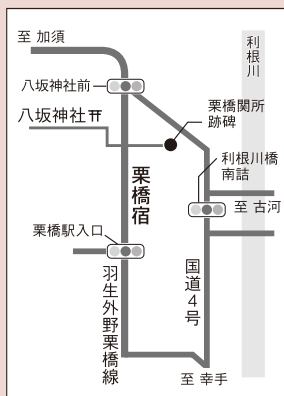 至 加須
利根川
八坂神社前
八坂神社
栗橋関所
跡碑
利根川橋
南詰
栗橋宿
至 古河
栗橋駅入口
国道4号
羽生外野栗橋線
至 幸手